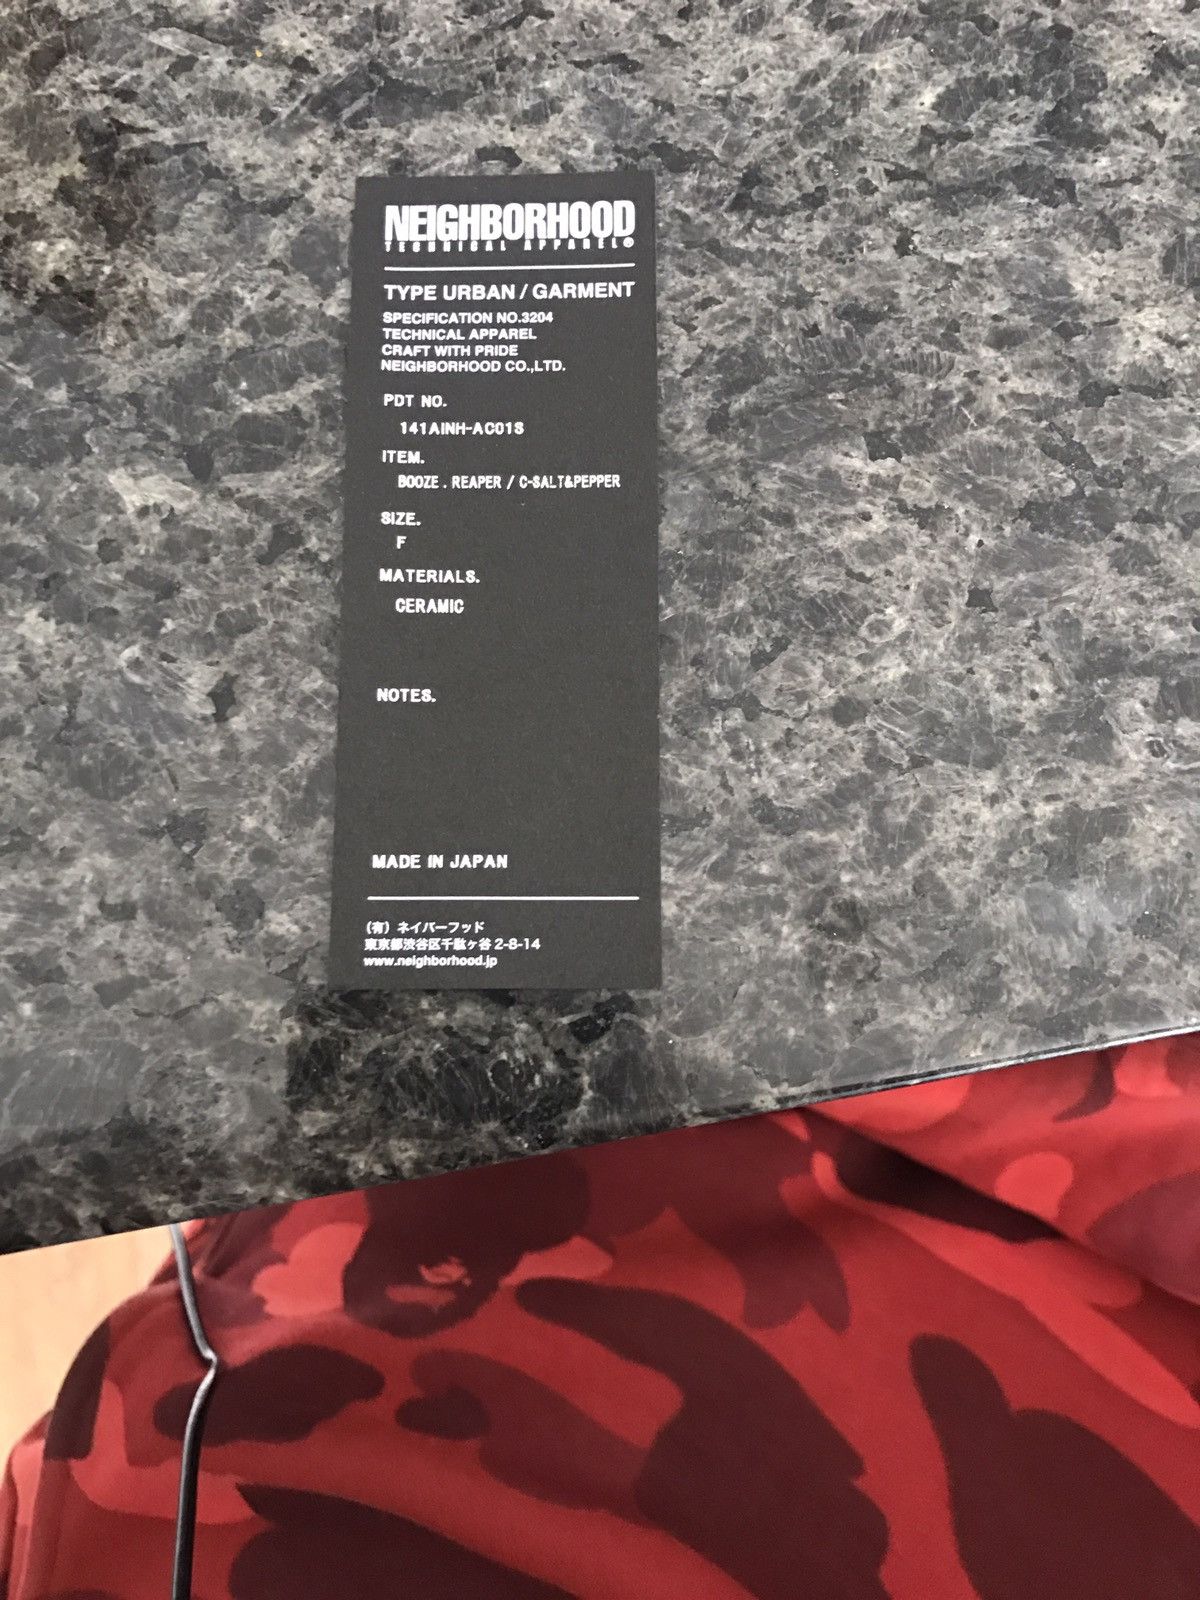 NEIGHBORHOOD
TECHNICAL APPAREL®
TYPE URBAN / GARMENT
SPECIFICATION NO.3204
TECHNICAL APPAREL
CRAFT WITH PRIDE
NEIGHBORHOOD CO.,LTD.
PDT NO.
141AINH-AC01S
ITEM.
BOOZE . REAPER / C-SALT&PEPPER
SIZE.
F
MATERIALS.
CERAMIC
NOTES.
MADE IN JAPAN
(有) ネイバーフッド
東京都渋谷区千駄ヶ谷 2-8-14
www.neighborhood.jp